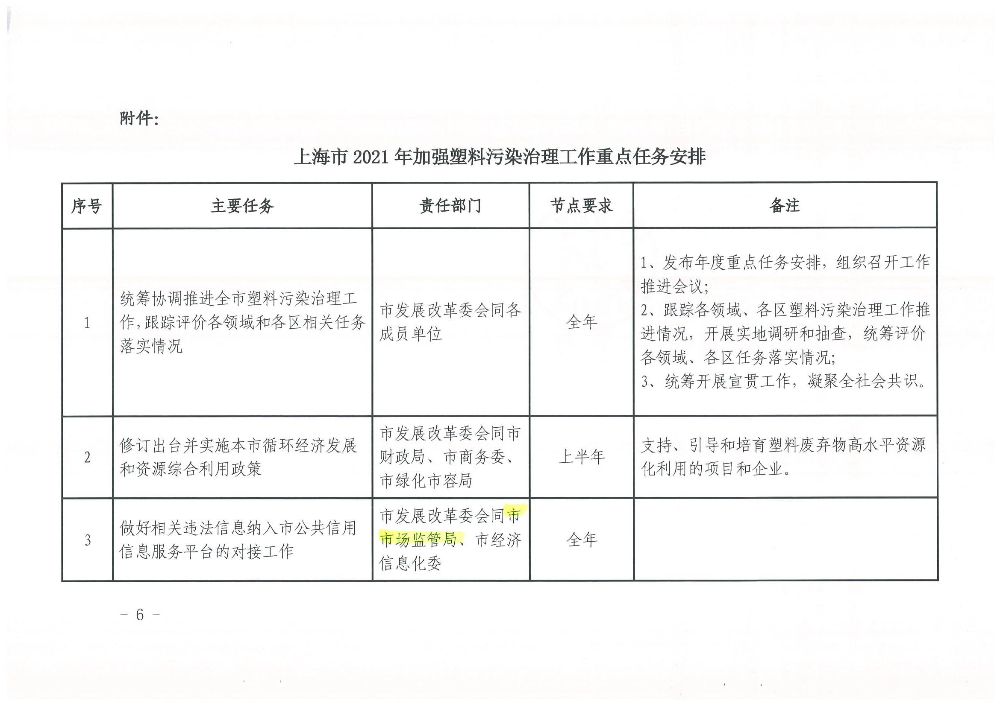 附件：
上海市 2021 年加强塑料污染治理工作重点任务安排
序号 主要任务 责任部门 节点要求 备注
1
统筹协调推进全市塑料污染治理工
作，跟踪评价各领域和各区相关任务
落实情况
市发展改革委会同各
成员单位
全年
1、发布年度重点任务安排，组织召开工作
推进会议；
2、跟踪各领域、各区塑料污染治理工作推
进情况，开展实地调研和抽查，统筹评价
各领域、各区任务落实情况；
3、统筹开展宣贯工作，凝聚全社会共识。
2
修订出台并实施本市循环经济发展
和资源综合利用政策
市发展改革委会同市
财政局、市商务委、
市绿化市容局
上半年
支持、引导和培育塑料废弃物高水平资源
化利用的项目和企业。
3
做好相关违法信息纳入市公共信用
信息服务平台的对接工作
市发展改革委会同市
市场监管局、市经济
信息化委
全年
- 6 -